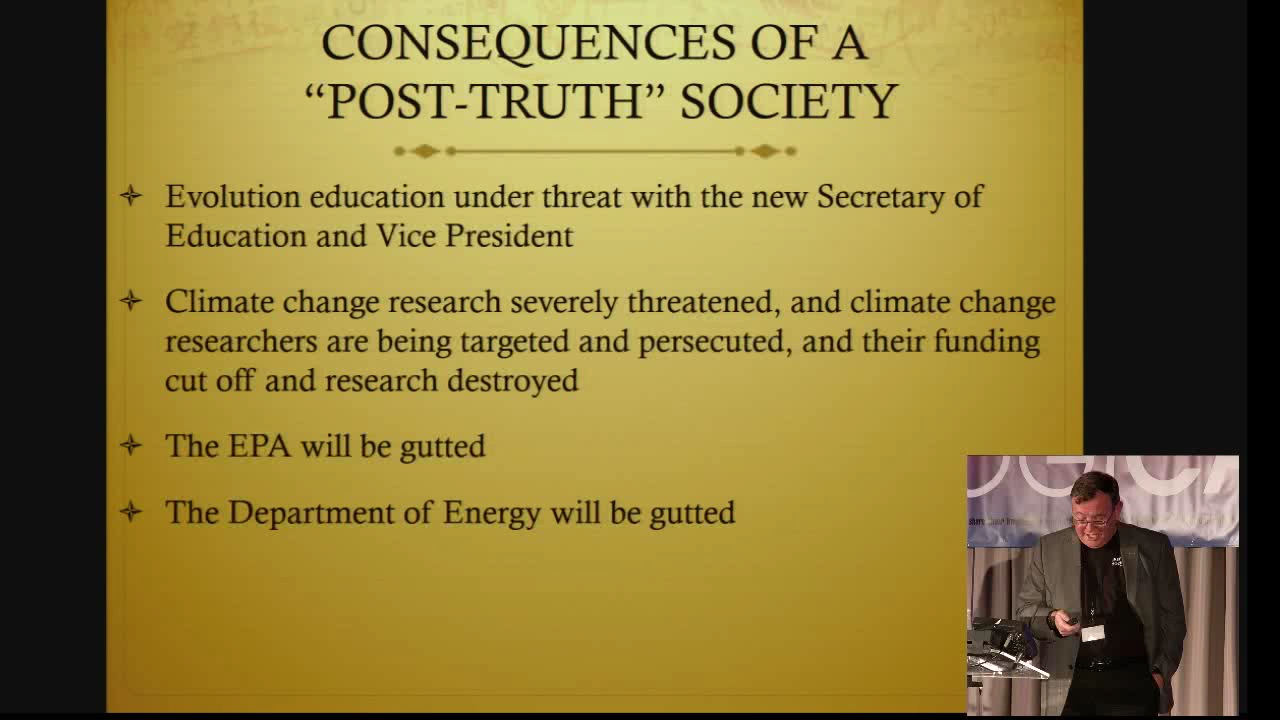 CONSEQUENCES OF A
“POST-TRUTH” SOCIETY
Evolution education under threat with the new Secretary of
Education and Vice President
Climate change research severely threatened, and climate change
researchers are being targeted and persecuted, and their funding
cut off and research destroyed
The EPA will be gutted
The Department of Energy will be gutted